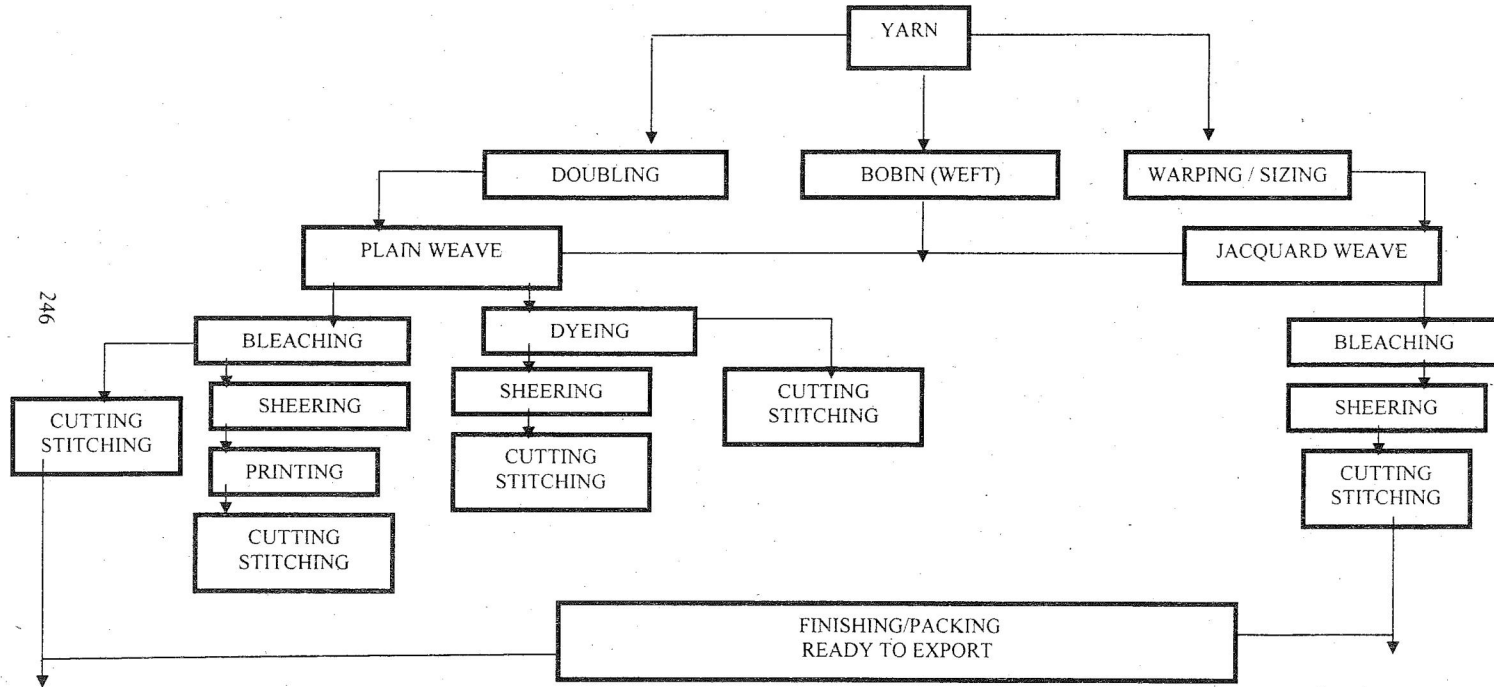 YARN
DOUBLING
BOBIN (WEFT)
WARPING / SIZING
PLAIN WEAVE
JACQUARD WEAVE
246
BLEACHING
DYEING
BLEACHING
SHEERING
SHEERING
CUTTING
STITCHING
SHEERING
CUTTING
STITCHING
PRINTING
CUTTING
STITCHING
CUTTING
STITCHING
CUTTING
STITCHING
FINISHING/PACKING
READY TO EXPORT